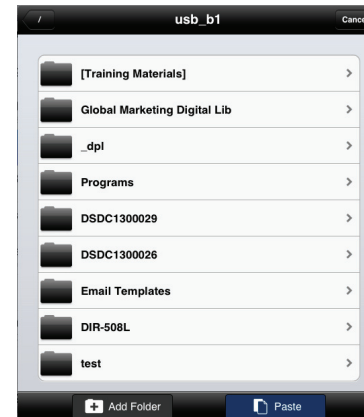 / usb_b1 Cance
[Training Materials]
Global Marketing Digital Lib
_dpl
Programs
DSDC1300029
DSDC1300026
Email Templates
DIR-508L
test
Add Folder Paste